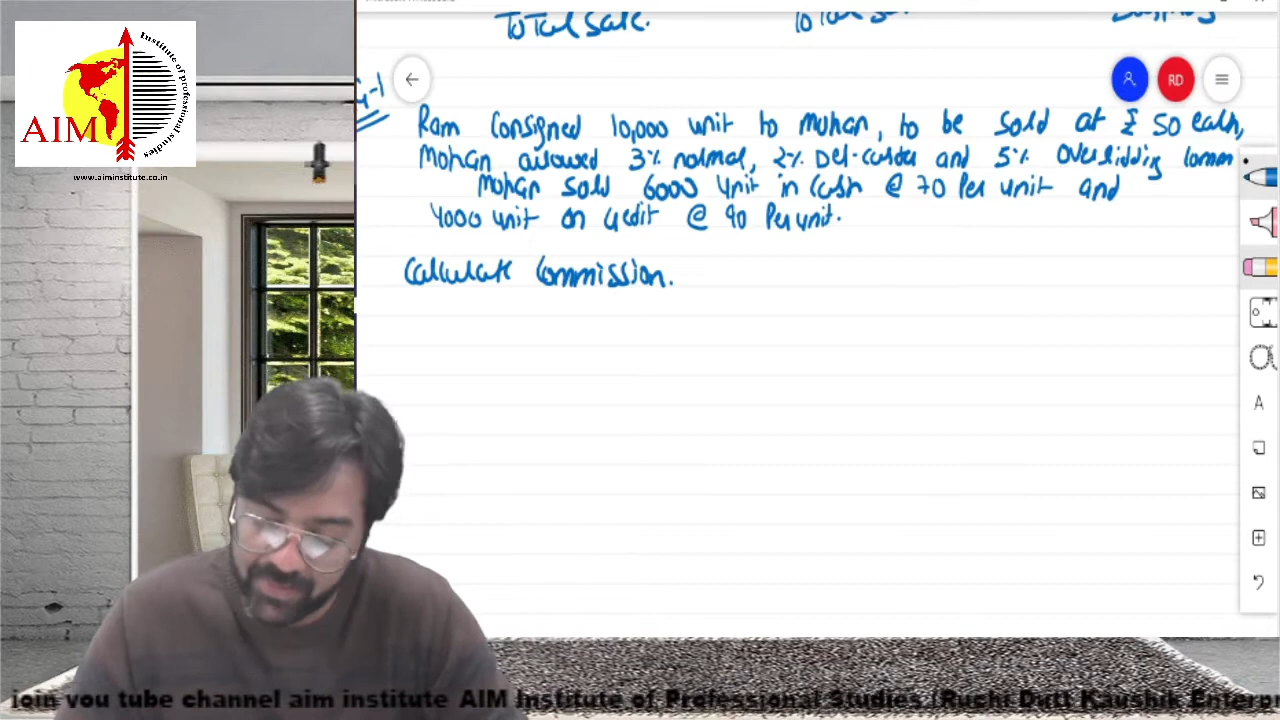 Total Sale.
AIM
Institute of professional studies
www.aiminstitute.co.in
RD
Ram Consigned 10,000 unit to Mohan, to be sold at ₹ 50 each,
Mohan allowed 3% normal, 2% Del-creder and 5% Overridding Comm
Mohan sold 6000 unit in Cash @ 70 Per unit and
4000 unit on credit @ 90 Per unit.
Calculate Commission.
A
join you tube channel aim institute AIM Institute of Professional Studies (Ruchi Dutt Kaushik Enterp